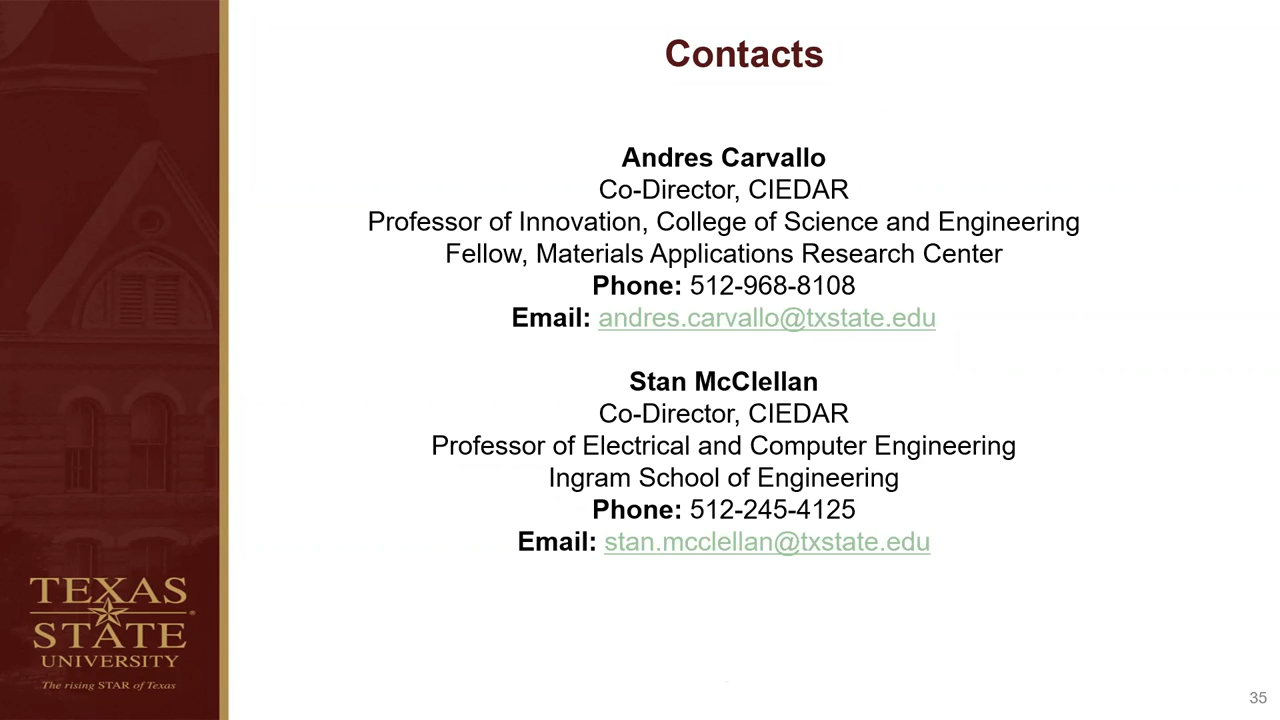 Contacts
Andres Carvallo
Co-Director, CIEDAR
Professor of Innovation, College of Science and Engineering
Fellow, Materials Applications Research Center
Phone: 512-968-8108
Email: andres.carvallo@txstate.edu
Stan McClellan
Co-Director, CIEDAR
Professor of Electrical and Computer Engineering
Ingram School of Engineering
Phone: 512-245-4125
Email: stan.mcclellan@txstate.edu
TEXAS
STATE
®
UNIVERSITY
The rising STAR of Texas
35